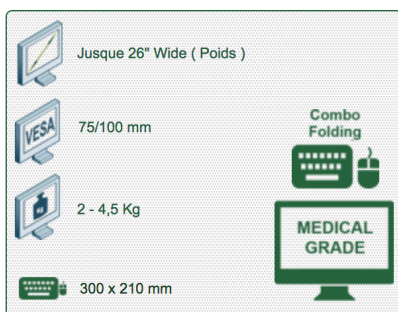 Jusque 26" Wide ( Poids )
VESA
75/100 mm
KG
2 - 4,5 Kg
300 x 210 mm
Combo
Folding
MEDICAL
GRADE